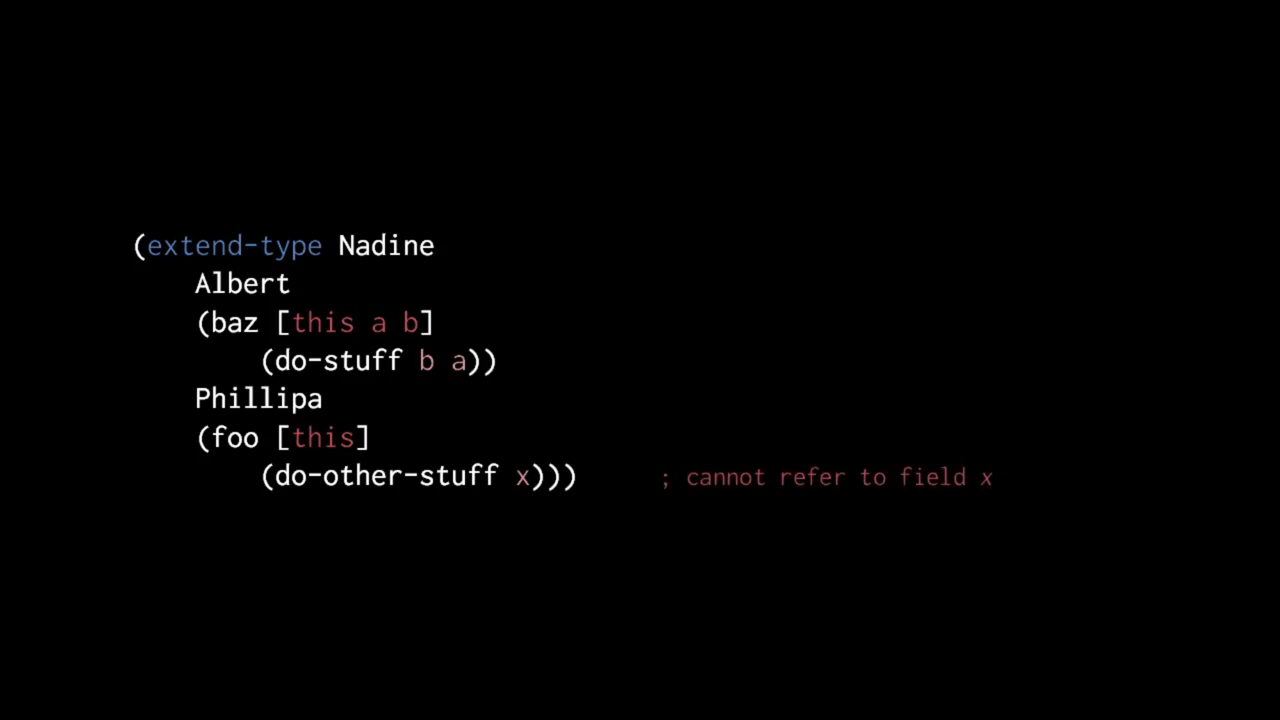 (extend-type Nadine
    Albert
    (baz [this a b]
        (do-stuff b a))
    Phillipa
    (foo [this]
        (do-other-stuff x)))     ; cannot refer to field x